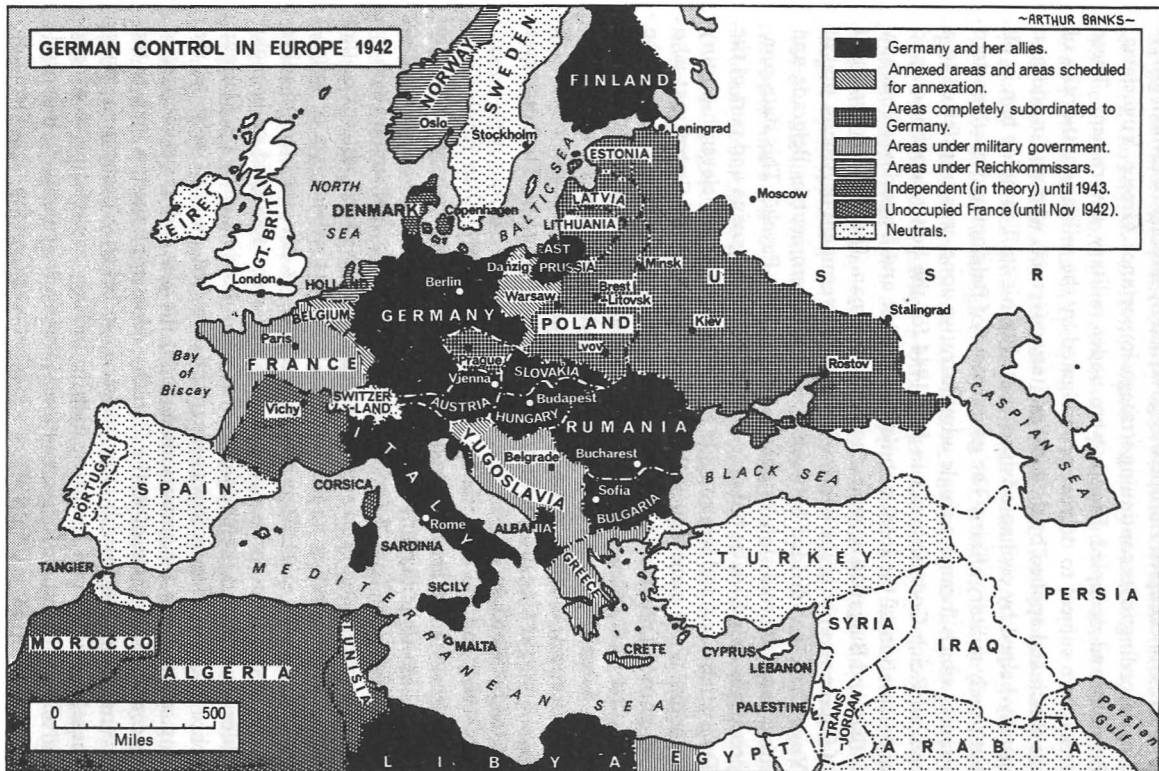 ~ARTHUR BANKS~
GERMAN CONTROL IN EUROPE 1942
Germany and her allies.
Annexed areas and areas scheduled
for annexation.
Areas completely subordinated to
Germany.
Areas under military government.
Areas under Reichkommissars.
Independent (in theory) until 1943.
Unoccupied France (until Nov 1942).
Neutrals.
NORWAY
SWEDEN
FINLAND
Oslo
Stockholm
Leningrad
ESTONIA
Moscow
NORTH
SEA
BALTIC SEA
LATVIA
LITHUANIA
DENMARK
Copenhagen
EIRE
GT. BRITAIN
London
HOLLAND
BELGIUM
Berlin
GERMANY
Danzig
EAST
PRUSSIA
Minsk
Warsaw
Brest
-Litovsk
POLAND
Lvov
Kiev
U S S R
Stalingrad
Rostov
Paris
FRANCE
Bay
of
Biscay
Vichy
SWITZER
-LAND
Prague
SLOVAKIA
Vienna
AUSTRIA
Budapest
HUNGARY
RUMANIA
Bucharest
YUGOSLAVIA
Belgrade
Sofia
BULGARIA
BLACK SEA
CASPIAN SEA
PORTUGAL
SPAIN
CORSICA
ITALY
Rome
SARDINIA
ALBANIA
GREECE
TURKEY
TANGIER
MEDITERRANEAN SEA
SICILY
MALTA
CRETE
CYPRUS
LEBANON
SYRIA
IRAQ
PERSIA
MOROCCO
ALGERIA
TUNISIA
PALESTINE
TRANS
JORDAN
ARABIA
Persian
Gulf
LIBYA
EGYPT
0 500
Miles